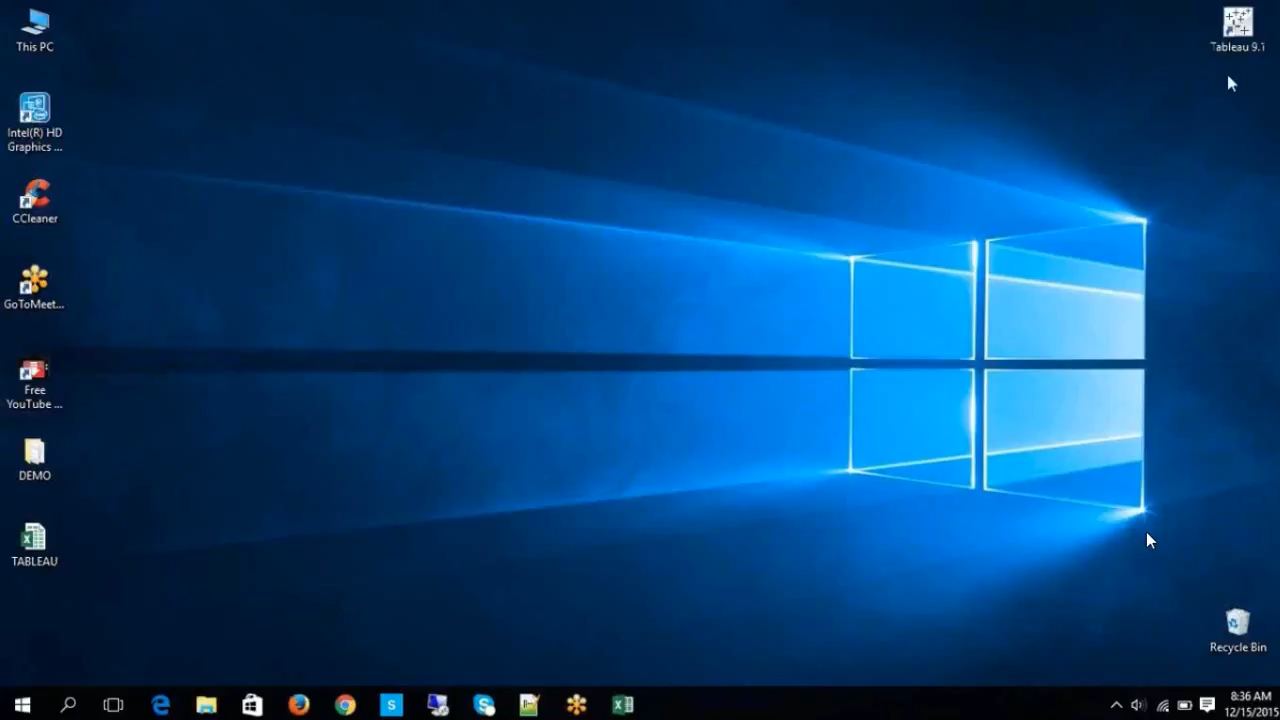 This PC
Intel(R) HD
Graphics ...
CCleaner
GoToMeet...
Free
YouTube ...
DEMO
TABLEAU
Tableau 9.1
Recycle Bin
S
8:36 AM
12/15/2015